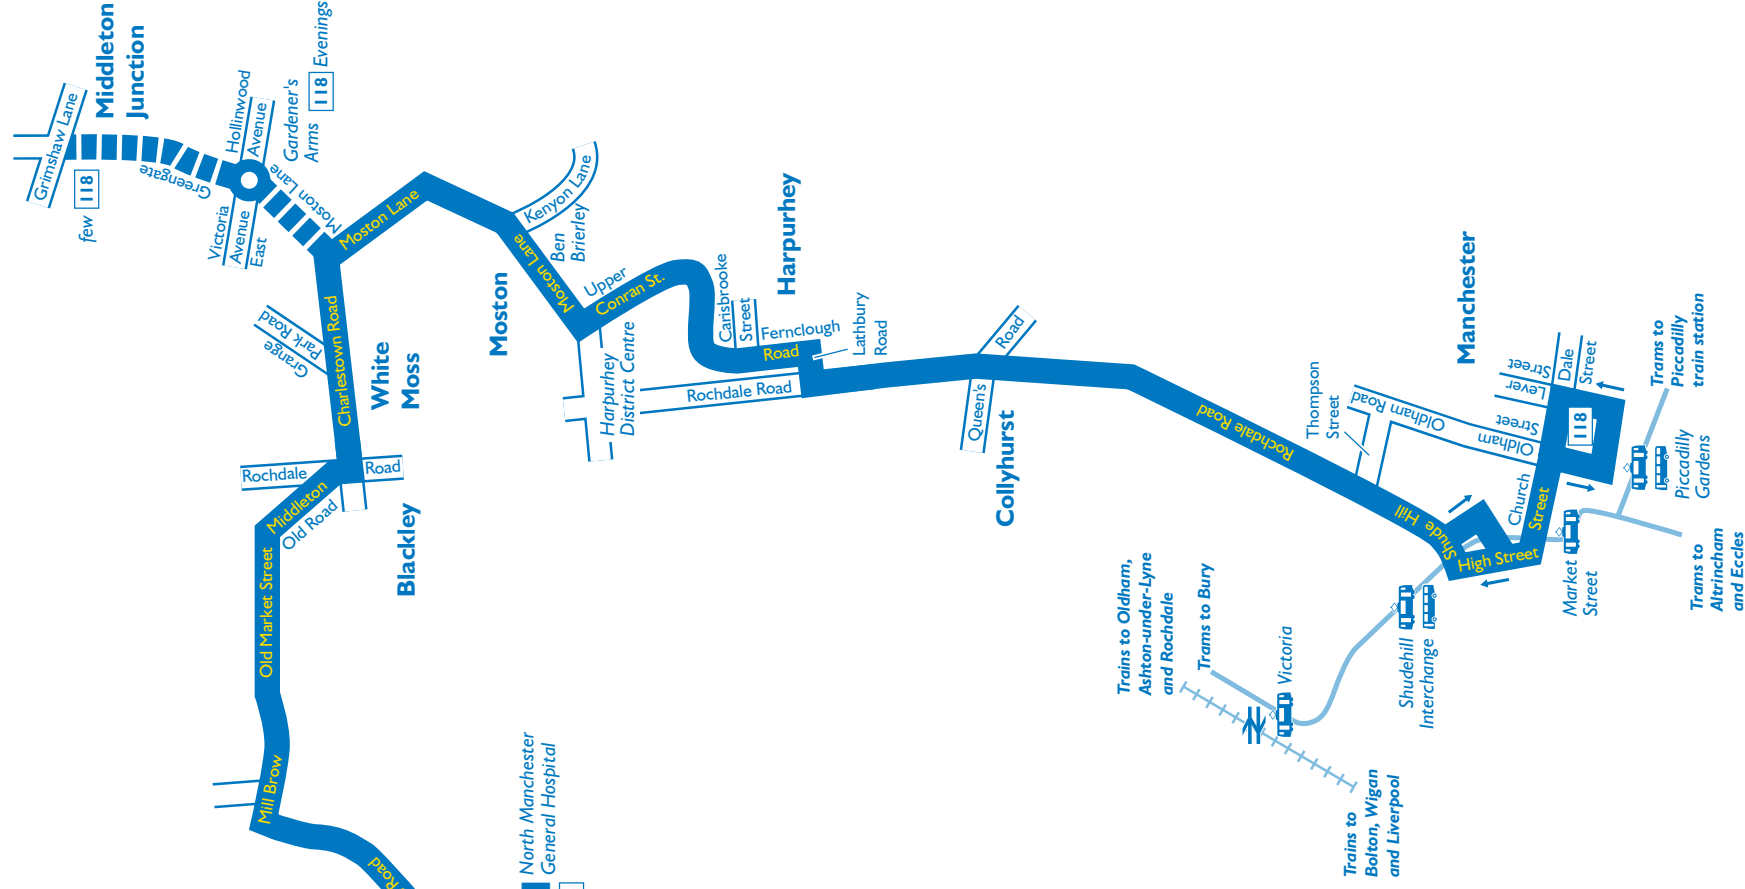 Grimshaw Lane
Middleton
Junction
few 118
Greengate
Hollinwood
Avenue
Gardener's
Arms
118 Evenings
Victoria
Avenue
East
Moston Lane
Moston Lane
Grange
Park Road
Charlestown Road
White
Moss
Moston
Moston Lane
Kenyon Lane
Ben
Brierley
Upper
Conran St.
Harpurhey
District Centre
Carisbrooke
Street
Harpurhey
Fernclough
Road
Lathbury
Road
Rochdale Road
Rochdale
Road
Middleton
Old Road
Blackley
Old Market Street
Mill Brow
Road
North Manchester
General Hospital
Queen's
Road
Collyhurst
Rochdale Road
Thompson
Street
Oldham Road
Manchester
Oldham
Street
Lever
Street
Dale
Street
118
Church
Street
Shude Hill
High Street
Trams to
Piccadilly
train station
Piccadilly
Gardens
Market
Street
Trams to
Altrincham
and Eccles
Shudehill
Interchange
Victoria
Trams to Bury
Trains to Oldham,
Ashton-under-Lyne
and Rochdale
Trains to
Bolton, Wigan
and Liverpool